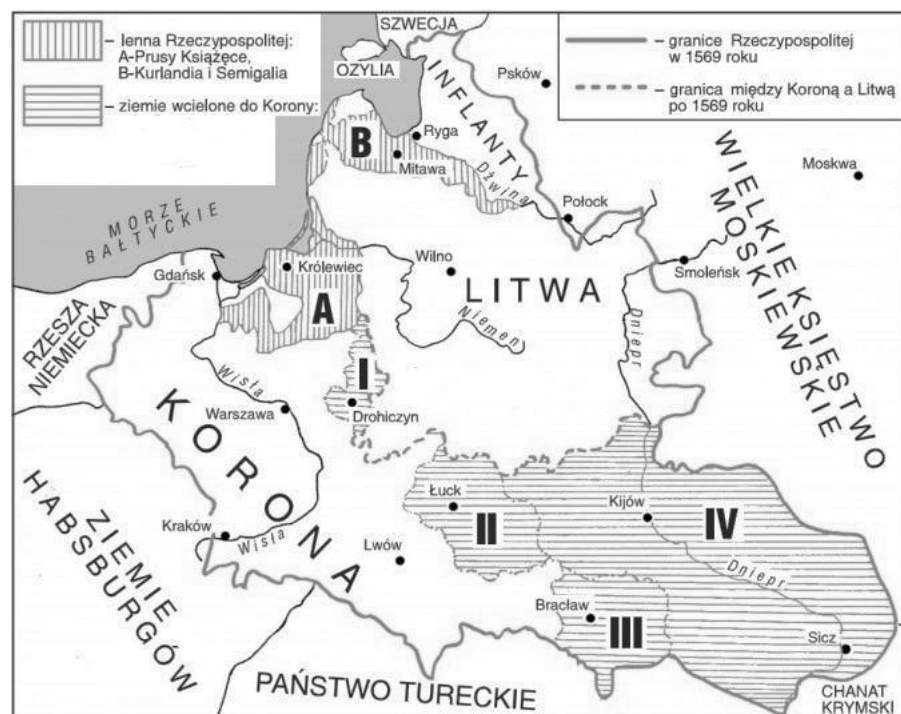 – lenna Rzeczypospolitej:
A-Prusy Książęce,
B-Kurlandia i Semigalia
– ziemie wcielone do Korony:
– granice Rzeczypospolitej
w 1569 roku
– granica między Koroną a Litwą
po 1569 roku
SZWECJA
OZYLIA
INFLANTY
Psków
B
Ryga
Mitawa
Dźwina
Moskwa
MORZE
BAŁTYCKIE
Połock
WIELKIE KSIĘSTWO
MOSKIEWSKIE
Gdańsk
Królewiec
Wilno
LITWA
Smoleńsk
A
Niemen
Dniepr
RZESZA
NIEMIECKA
Wisła
I
Warszawa
Drohiczyn
KORONA
ZIEMIE
HABSBURGÓW
Łuck
II
Kijów
IV
Kraków
Wisła
Lwów
Dniepr
Bracław
III
Sicz
PAŃSTWO TURECKIE
CHANAT
KRYMSKI